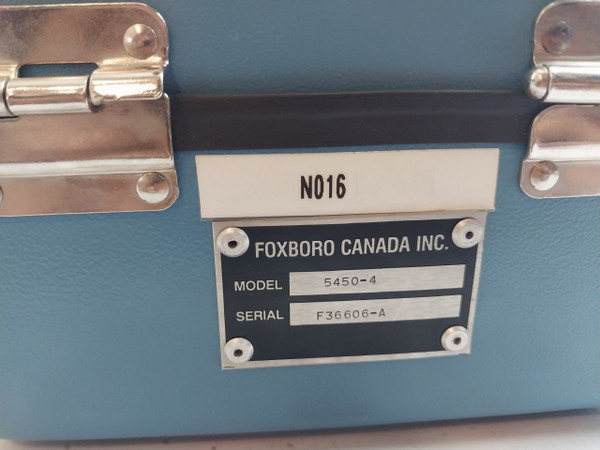 N016
FOXBORO CANADA INC.
MODEL 5450-4
SERIAL F36606-A